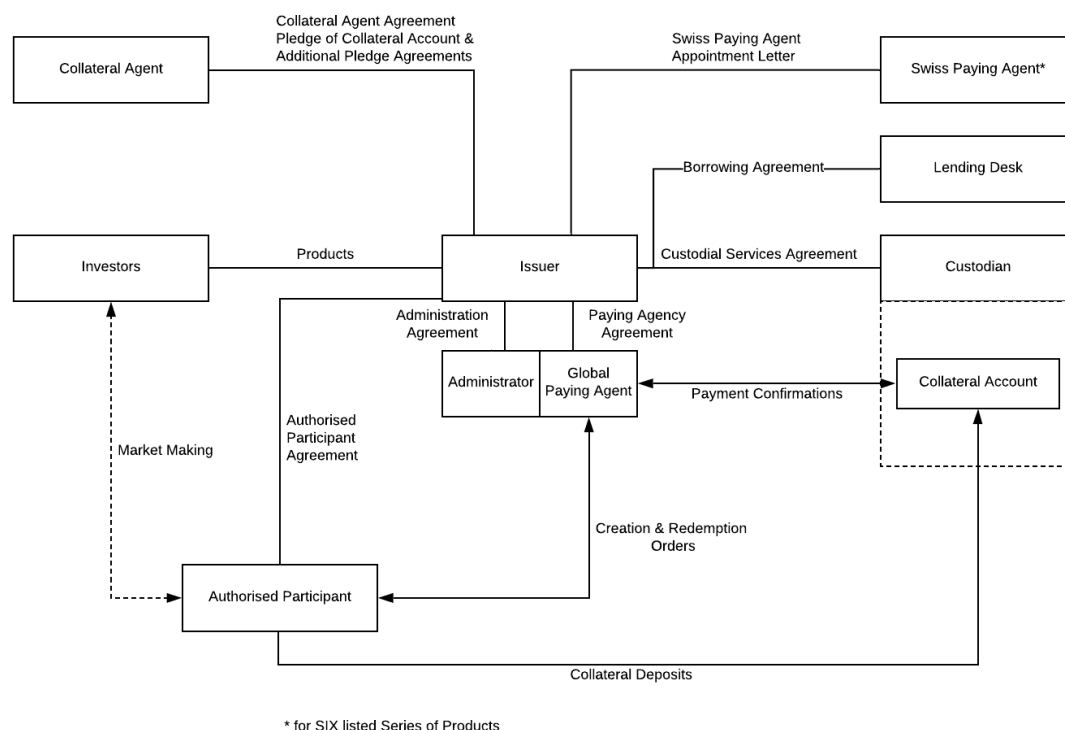 Collateral Agent Agreement
Pledge of Collateral Account &
Additional Pledge Agreements
Swiss Paying Agent
Appointment Letter
Collateral Agent
Swiss Paying Agent*
Borrowing Agreement
Lending Desk
Investors
Products
Issuer
Custodial Services Agreement
Custodian
Administration
Agreement
Paying Agency
Agreement
Administrator
Global
Paying Agent
Payment Confirmations
Collateral Account
Authorised
Participant
Agreement
Market Making
Creation & Redemption
Orders
Authorised Participant
Collateral Deposits
* for SIX listed Series of Products